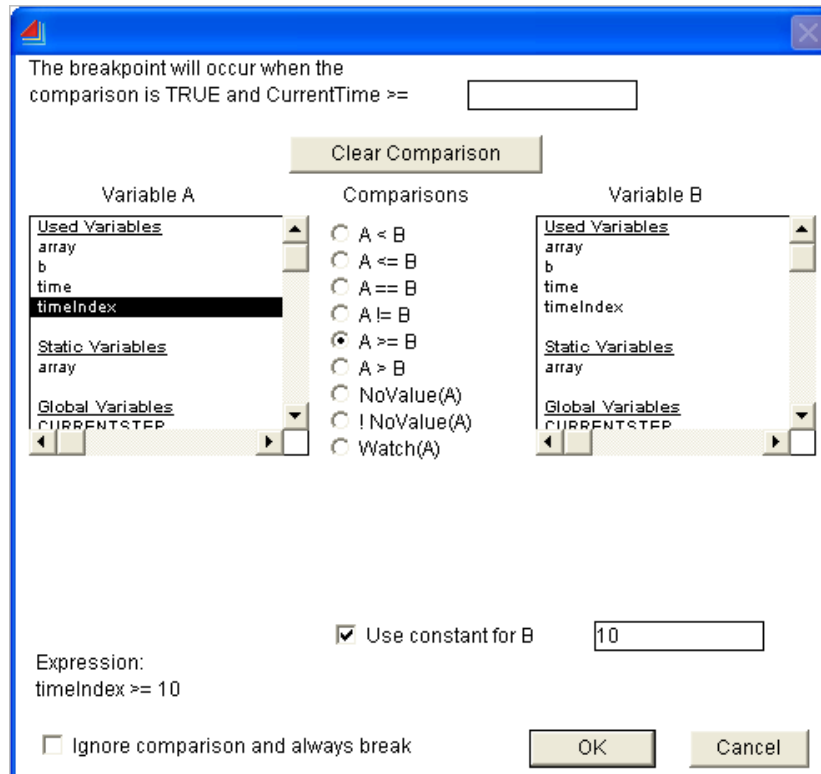 The breakpoint will occur when the
comparison is TRUE and CurrentTime >=
Clear Comparison
Variable A
Comparisons
Variable B
Used Variables
array
b
time
timeIndex
Static Variables
array
Global Variables
CURRENTSTEP
A < B
A <= B
A == B
A != B
A >= B
A > B
NoValue(A)
! NoValue(A)
Watch(A)
Used Variables
array
b
time
timeIndex
Static Variables
array
Global Variables
CURRENTSTEP
Use constant for B
10
Expression:
timeIndex >= 10
Ignore comparison and always break
OK
Cancel